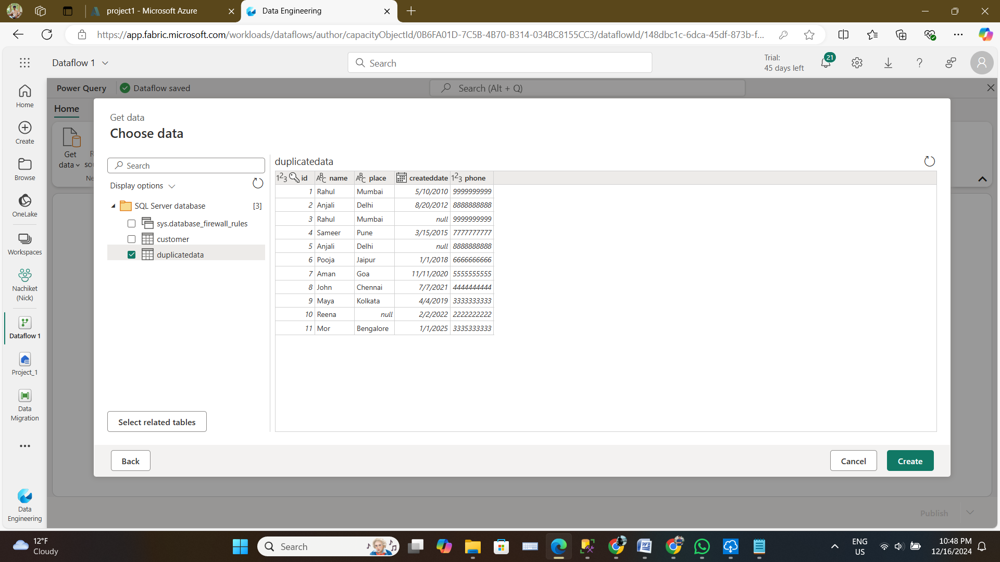 project1 - Microsoft Azure
Data Engineering
https://app.fabric.microsoft.com/workloads/dataflows/author/capacityObjectId/0B6FA01D-7C5B-4B70-B314-034BC8155CC3/dataflowId/148dbc1c-6dca-45df-873b-f...
Dataflow 1
Search
Trial:
45 days left
21
Power Query
Dataflow saved
Search (Alt + Q)
Home
Create
Browse
OneLake
Workspaces
Nachiket
(Nick)
Dataflow 1
Project_1
Data
Migration
Data
Engineering
Home
Get
data
Get data
Choose data
Search
Display options
SQL Server database [3]
sys.database_firewall_rules
customer
duplicatedata
Select related tables
duplicatedata
123 id ABC name ABC place createddate 123 phone
1 Rahul Mumbai 5/10/2010 9999999999
2 Anjali Delhi 8/20/2012 8888888888
3 Rahul Mumbai null 9999999999
4 Sameer Pune 3/15/2015 7777777777
5 Anjali Delhi null 8888888888
6 Pooja Jaipur 1/1/2018 6666666666
7 Aman Goa 11/11/2020 5555555555
8 John Chennai 7/7/2021 4444444444
9 Maya Kolkata 4/4/2019 3333333333
10 Reena null 2/2/2022 2222222222
11 Mor Bengalore 1/1/2025 3335333333
Back
Cancel
Create
Publish
12°F
Cloudy
Search
ENG
US
10:48 PM
12/16/2024